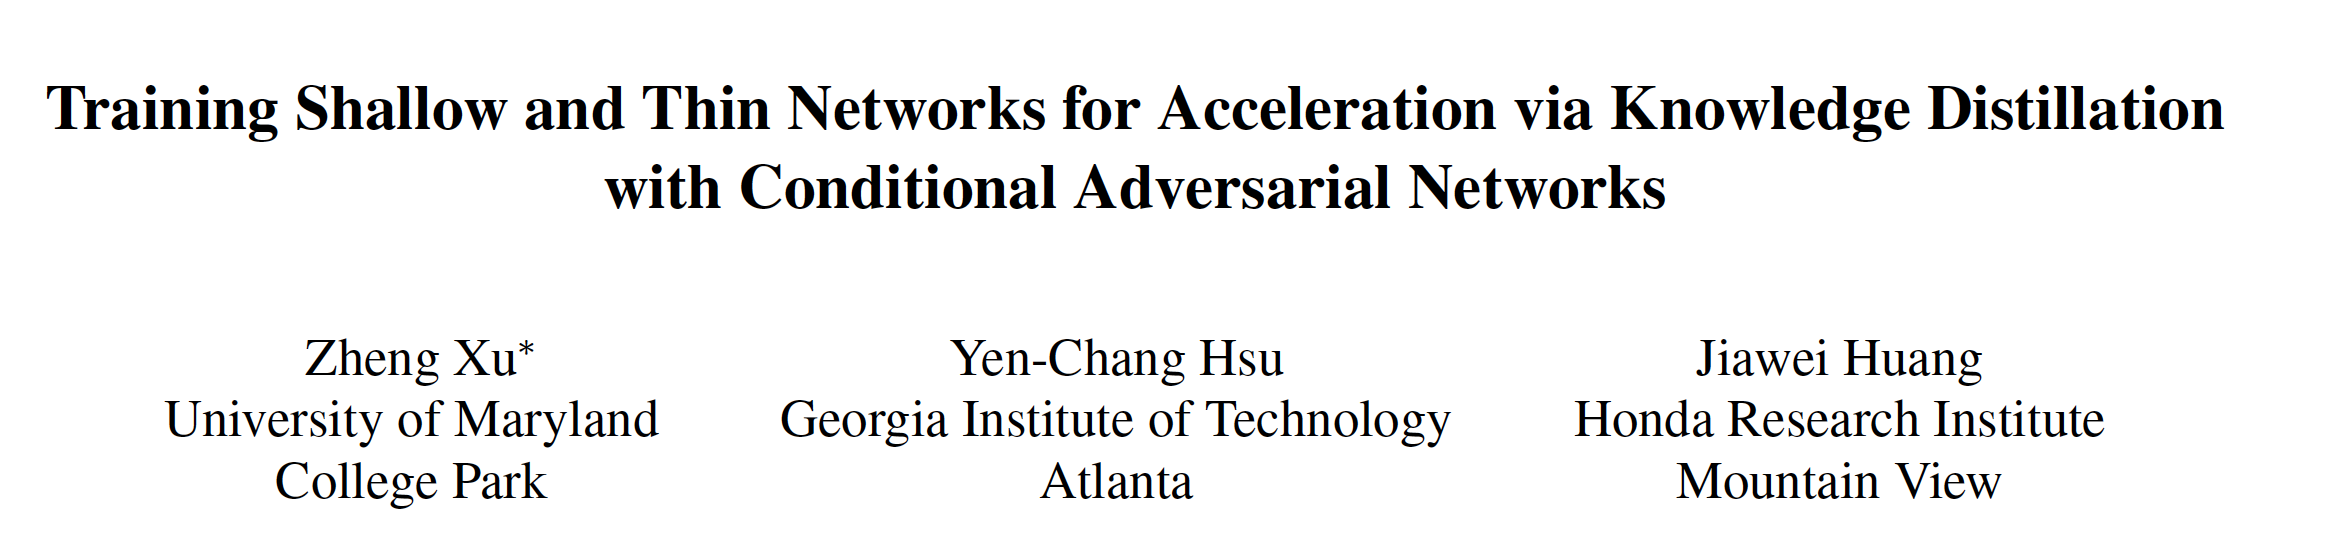 Training Shallow and Thin Networks for Acceleration via Knowledge Distillation
with Conditional Adversarial Networks
Zheng Xu*
University of Maryland
College Park
Yen-Chang Hsu
Georgia Institute of Technology
Atlanta
Jiawei Huang
Honda Research Institute
Mountain View